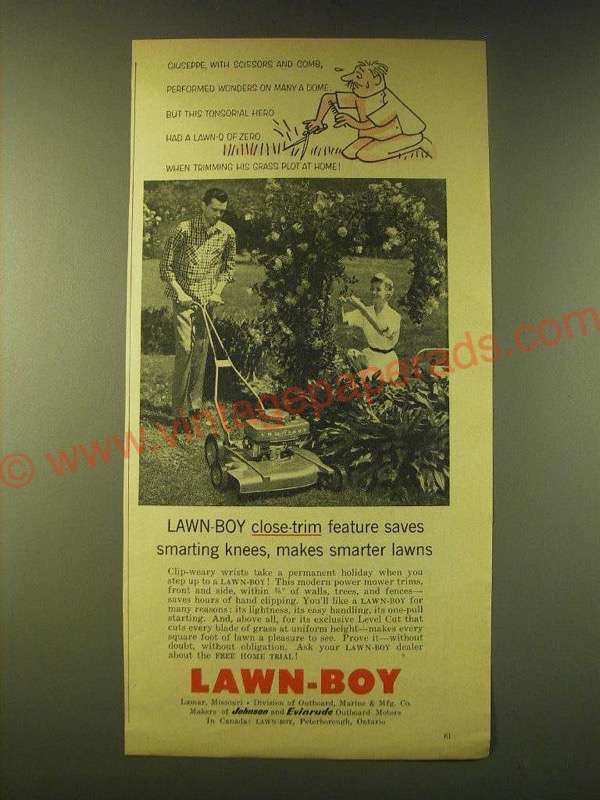 GIUSEPPE, WITH SCISSORS AND COMB,
PERFORMED WONDERS ON MANY A DOME.
BUT THIS TONSORIAL HERO
HAD A LAWN-Q OF ZERO
WHEN TRIMMING HIS GRASS PLOT AT HOME!
© www.vintagepaperads.com
LAWN-BOY close-trim feature saves
smarting knees, makes smarter lawns
Clip-weary wrists take a permanent holiday when you
step up to a LAWN-BOY! This modern power mower trims,
front and side, within ⅜" of walls, trees, and fences—
saves hours of hand clipping. You'll like a LAWN-BOY for
many reasons: its lightness, its easy handling, its one-pull
starting. And, above all, for its exclusive Level Cut that
cuts every blade of grass at uniform height—makes every
square foot of lawn a pleasure to see. Prove it—without
doubt, without obligation. Ask your LAWN-BOY dealer
about the FREE HOME TRIAL!
LAWN-BOY
Lamar, Missouri • Division of Outboard, Marine & Mfg. Co.
Makers of Johnson and Evinrude Outboard Motors
In Canada: LAWN-BOY, Peterborough, Ontario
61